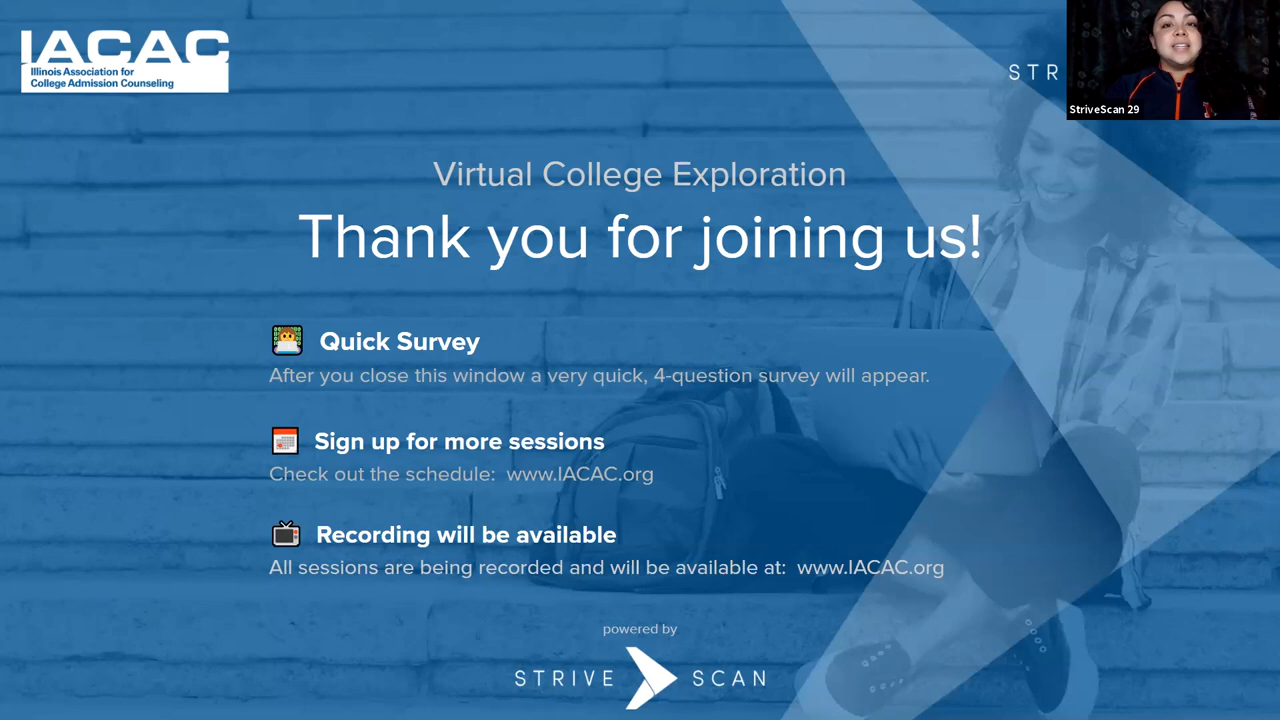 IACAC
Illinois Association for
College Admission Counseling
STR
StriveScan 29
Virtual College Exploration
Thank you for joining us!
Quick Survey
After you close this window a very quick, 4-question survey will appear.
Sign up for more sessions
Check out the schedule: www.IACAC.org
Recording will be available
All sessions are being recorded and will be available at: www.IACAC.org
powered by
STRIVE SCAN